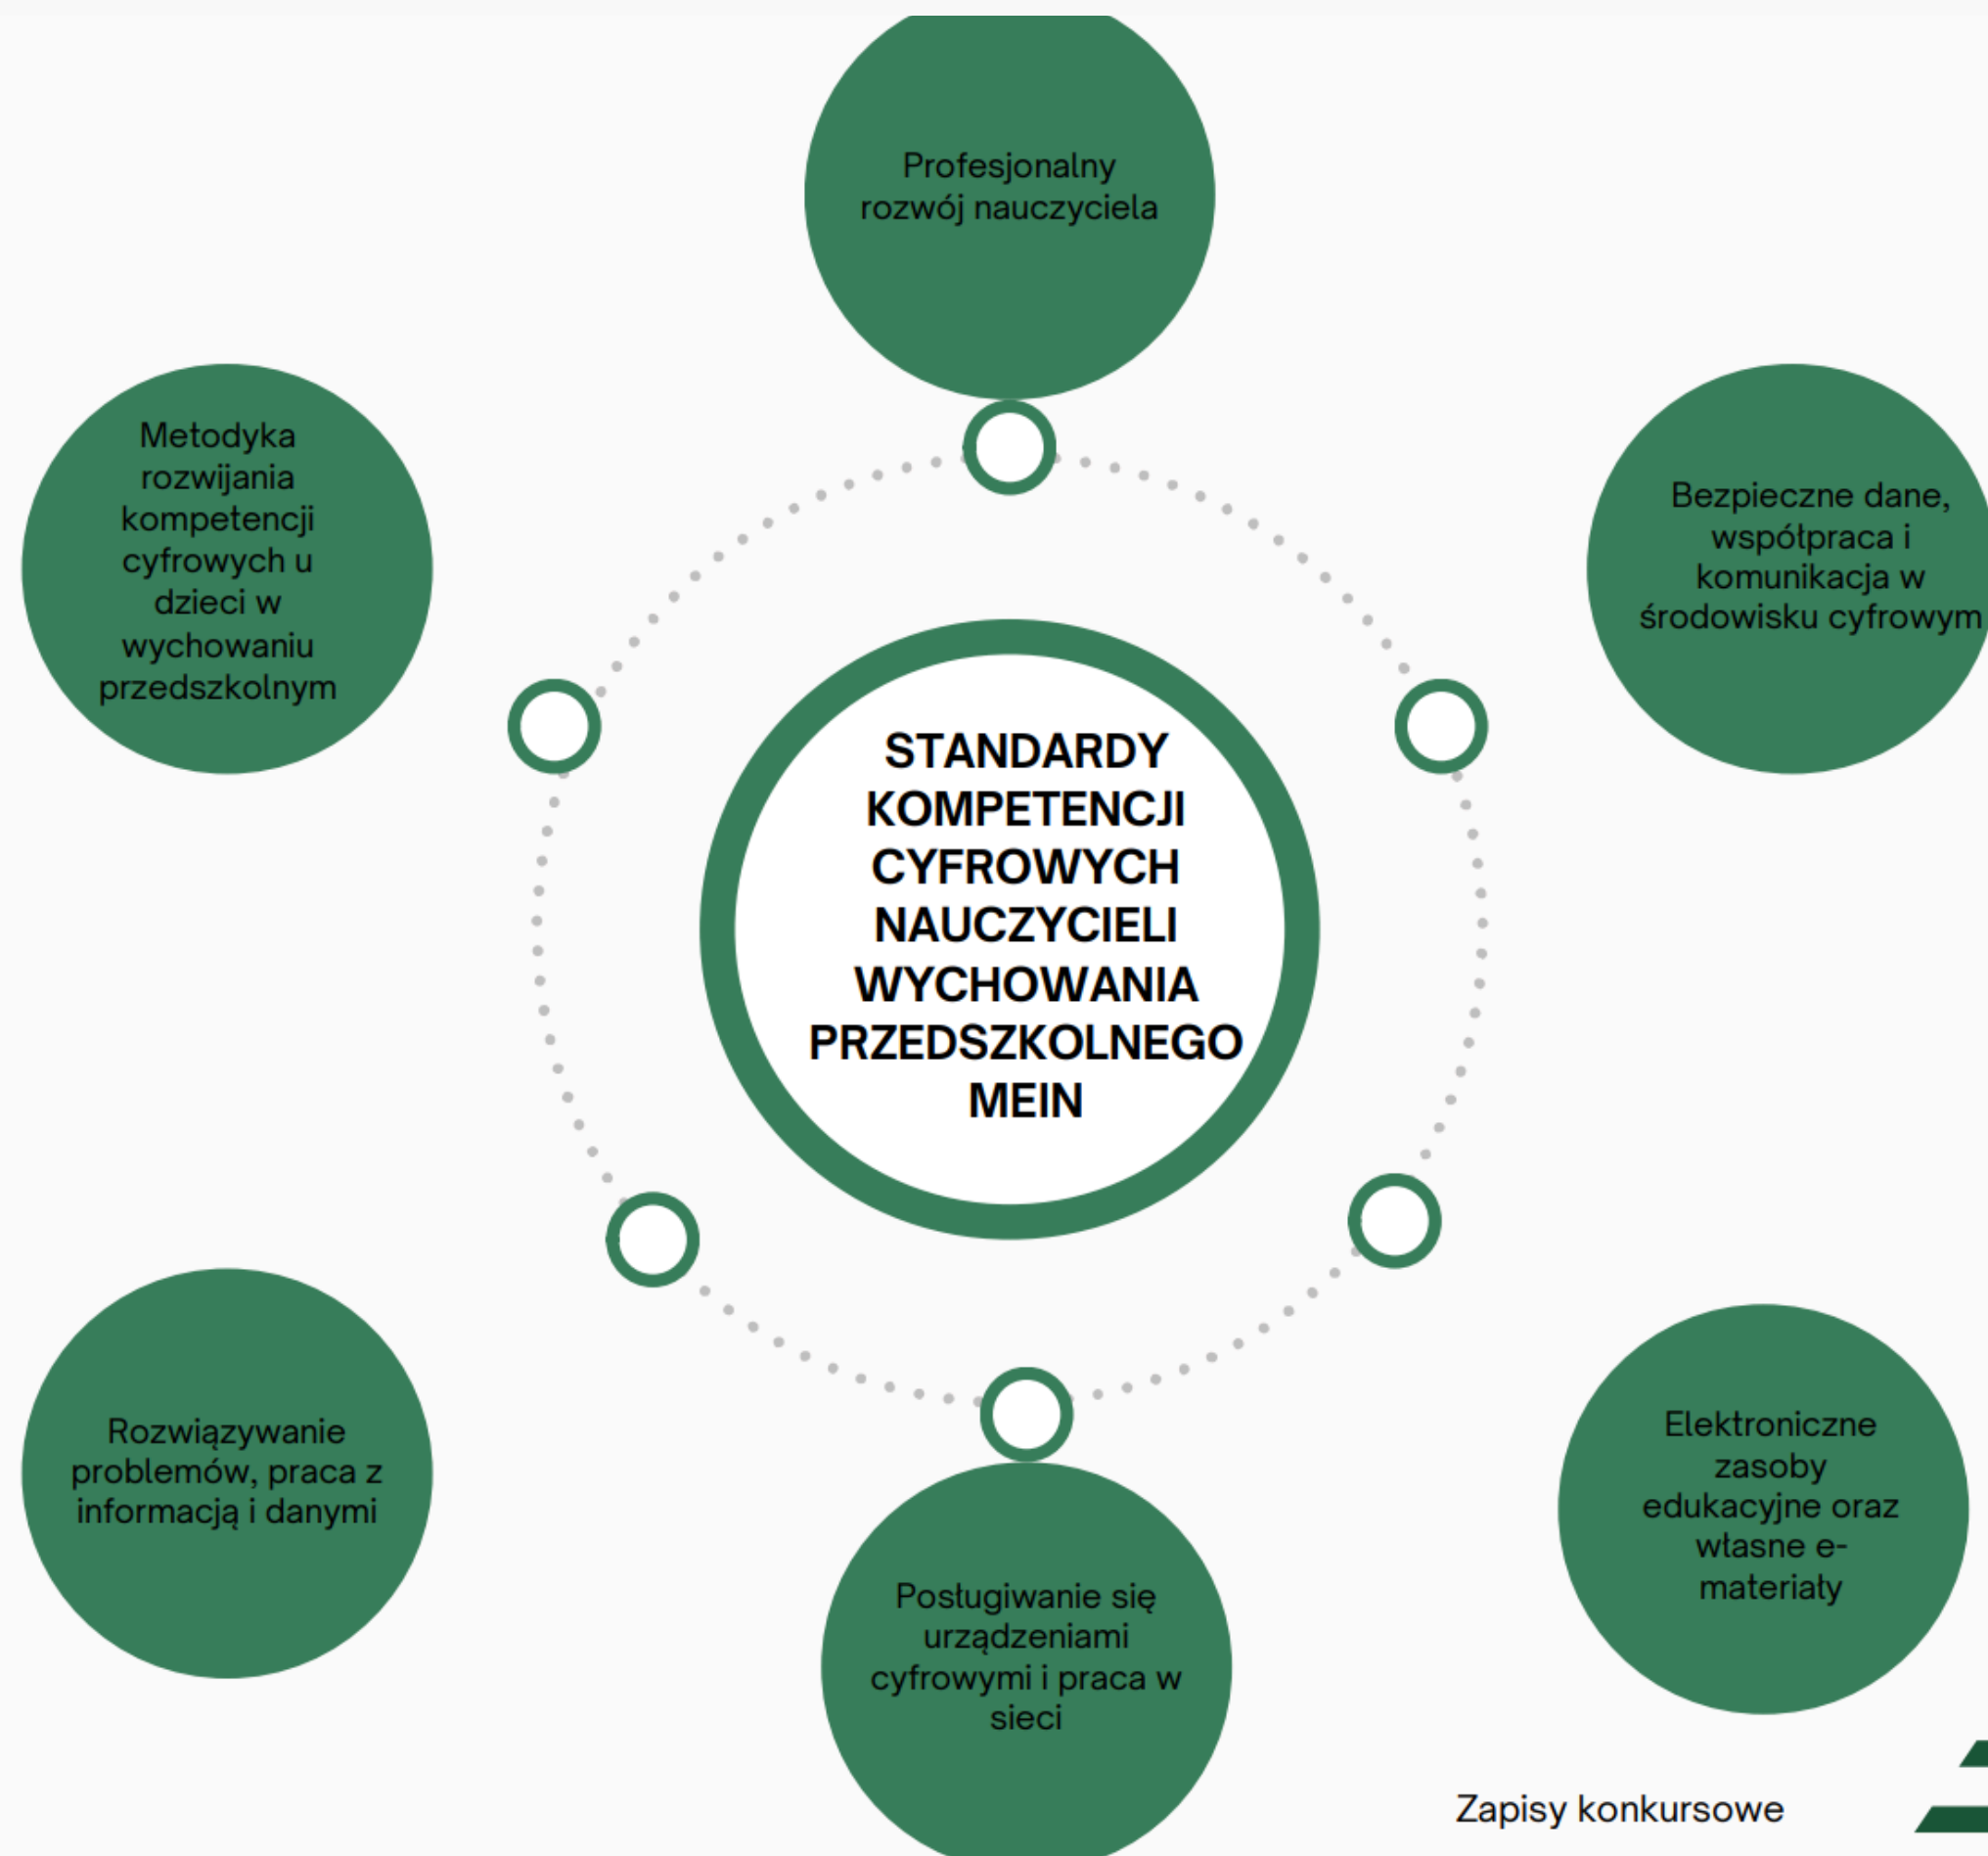 Profesjonalny
rozwój nauczyciela
Metodyka
rozwijania
kompetencji
cyfrowych u
dzieci w
wychowaniu
przedszkolnym
Bezpieczne dane,
współpraca i
komunikacja w
środowisku cyfrowym
STANDARDY
KOMPETENCJI
CYFROWYCH
NAUCZYCIELI
WYCHOWANIA
PRZEDSZKOLNEGO
MEIN
Rozwiązywanie
problemów, praca z
informacją i danymi
Elektroniczne
zasoby
edukacyjne oraz
własne e-
materiały
Posługiwanie się
urządzeniami
cyfrowymi i praca w
sieci
Zapisy konkursowe